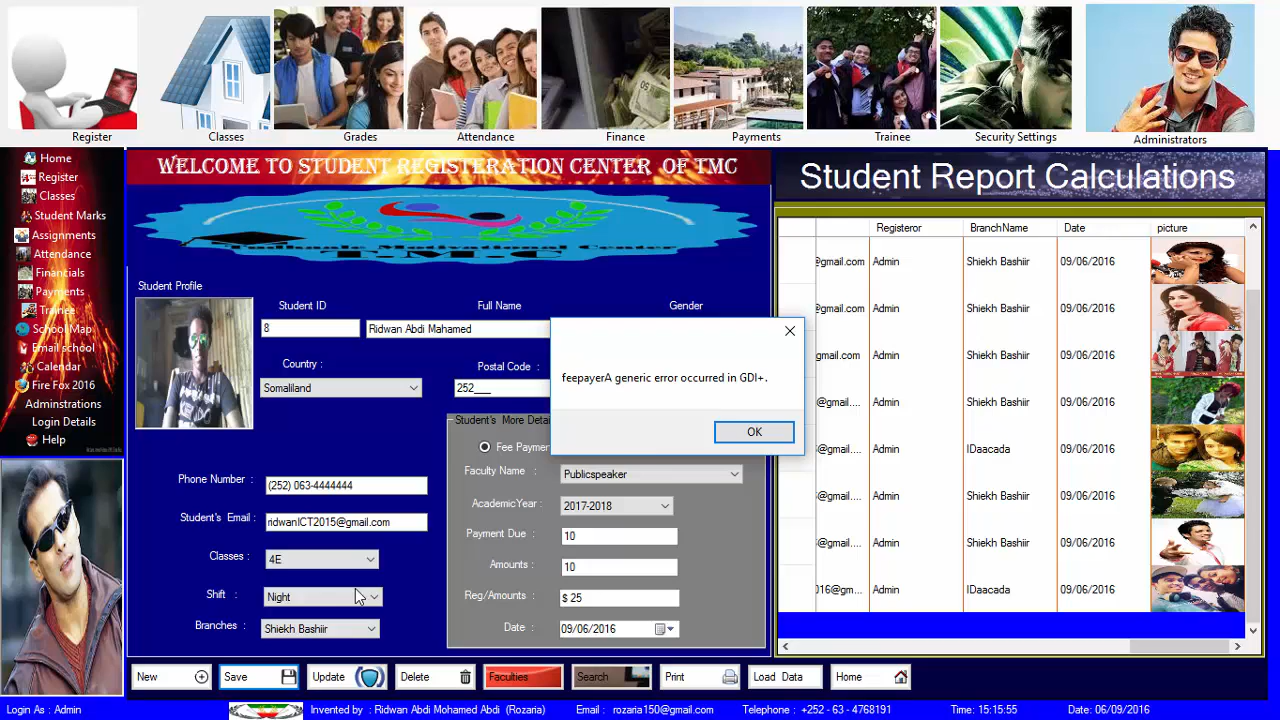 Register Classes Grades Attendance Finance Payments Trainee Security Settings Administrators
Home
Register
Classes
Student Marks
Assignments
Attendance
Financials
Payments
Trainee
School Map
Email school
Calendar
Fire Fox 2016
Adminstrations
Login Details
Help
WELCOME TO STUDENT REGISTERATION CENTER OF TMC
T.M.C
Student Profile
Student ID Full Name Gender
8 Ridwan Abdi Mahamed
Country : Postal Code :
Somaliland 252___
Student's More Detai
Fee Paymen
Phone Number : (252) 063-4444444
Student's Email : ridwanICT2015@gmail.com
Classes : 4E
Shift : Night
Branches : Shiekh Bashiir
Faculty Name : Publicspeaker
AcademicYear : 2017-2018
Payment Due : 10
Amounts : 10
Reg/Amounts : $ 25
Date : 09/06/2016
feepayerA generic error occurred in GDI+.
OK
Student Report Calculations
Registeror BranchName Date picture
@gmail.com Admin Shiekh Bashiir 09/06/2016
@gmail.com Admin Shiekh Bashiir 09/06/2016
gmail.com Admin Shiekh Bashiir 09/06/2016
@gmail.... Admin Shiekh Bashiir 09/06/2016
@gmail.... Admin IDaacada 09/06/2016
@gmail.... Admin Shiekh Bashiir 09/06/2016
@gmail.... Admin Shiekh Bashiir 09/06/2016
016@gm... Admin IDaacada 09/06/2016
New Save Update Delete Faculties Search Print Load Data Home
Login As : Admin Invented by : Ridwan Abdi Mohamed Abdi (Rozaria) Email : rozaria150@gmail.com Telephone : +252 - 63 - 4768191 Time: 15:15:55 Date: 06/09/2016